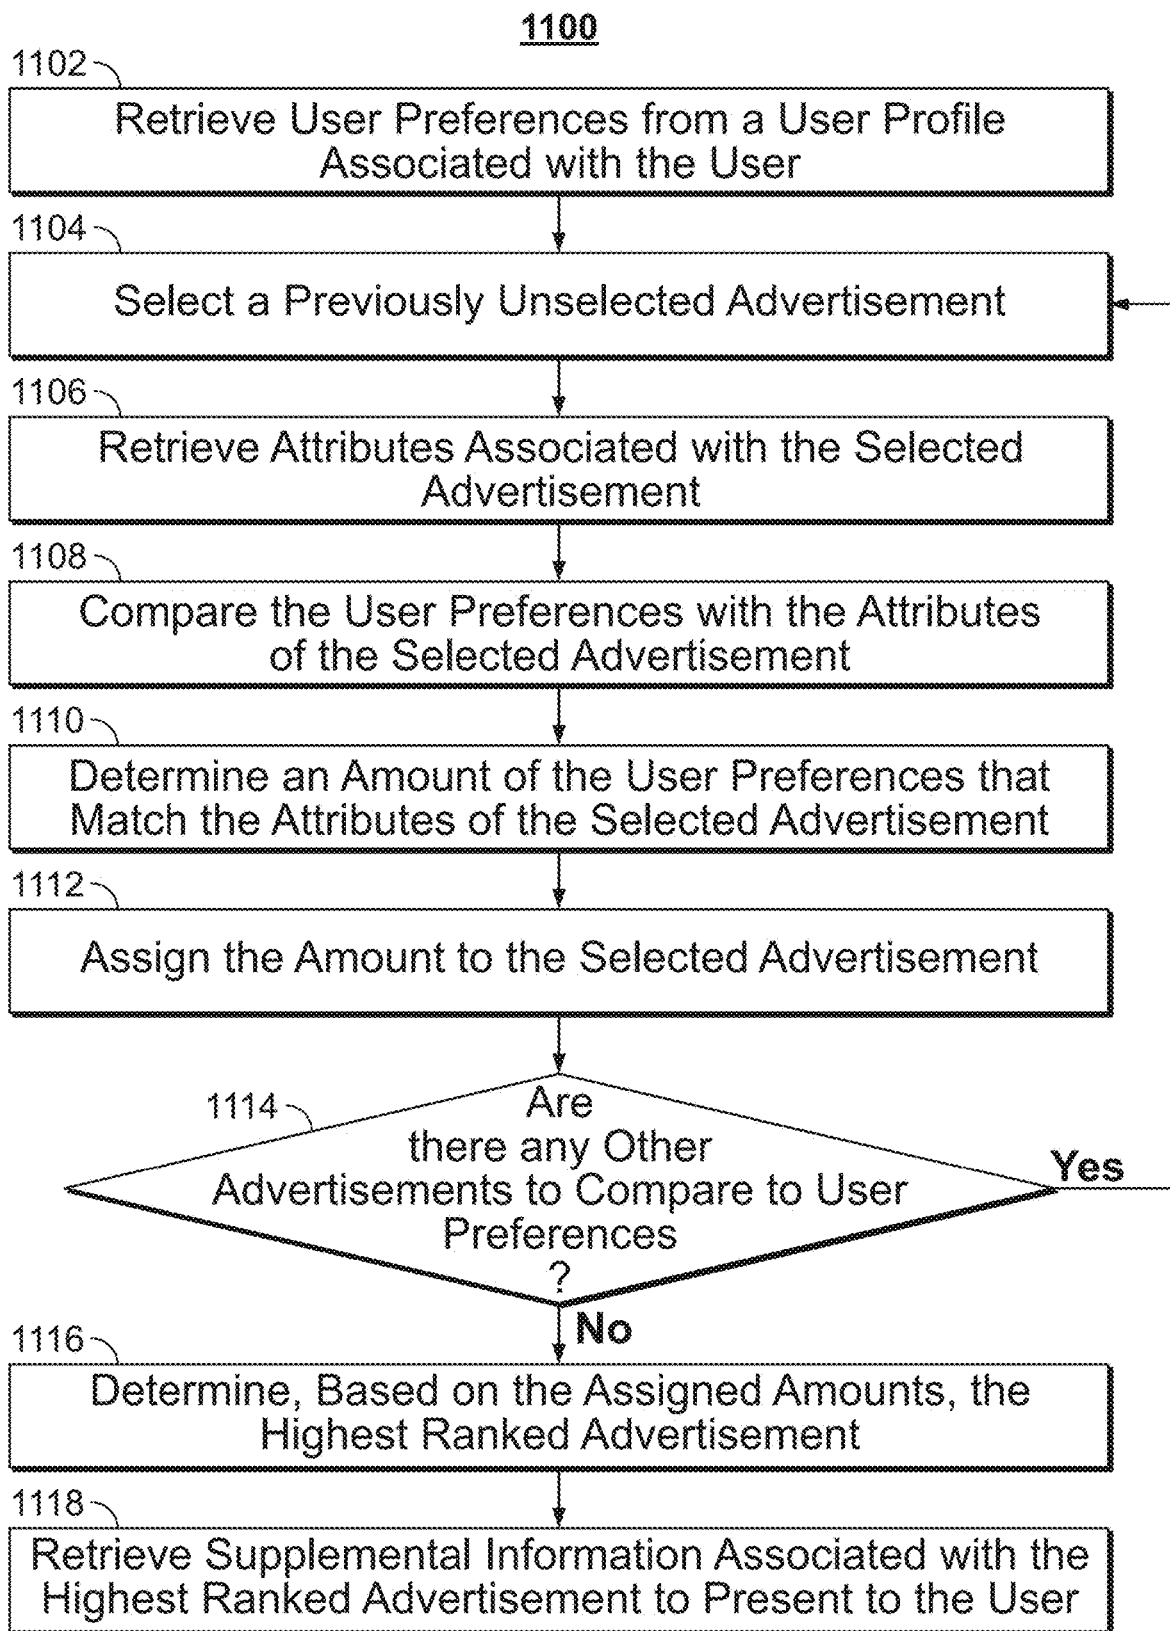 1100
1102
Retrieve User Preferences from a User Profile
Associated with the User
1104
Select a Previously Unselected Advertisement
1106
Retrieve Attributes Associated with the Selected
Advertisement
1108
Compare the User Preferences with the Attributes
of the Selected Advertisement
1110
Determine an Amount of the User Preferences that
Match the Attributes of the Selected Advertisement
1112
Assign the Amount to the Selected Advertisement
1114
Are
there any Other
Advertisements to Compare to User
Preferences
?
Yes
No
1116
Determine, Based on the Assigned Amounts, the
Highest Ranked Advertisement
1118
Retrieve Supplemental Information Associated with the
Highest Ranked Advertisement to Present to the User